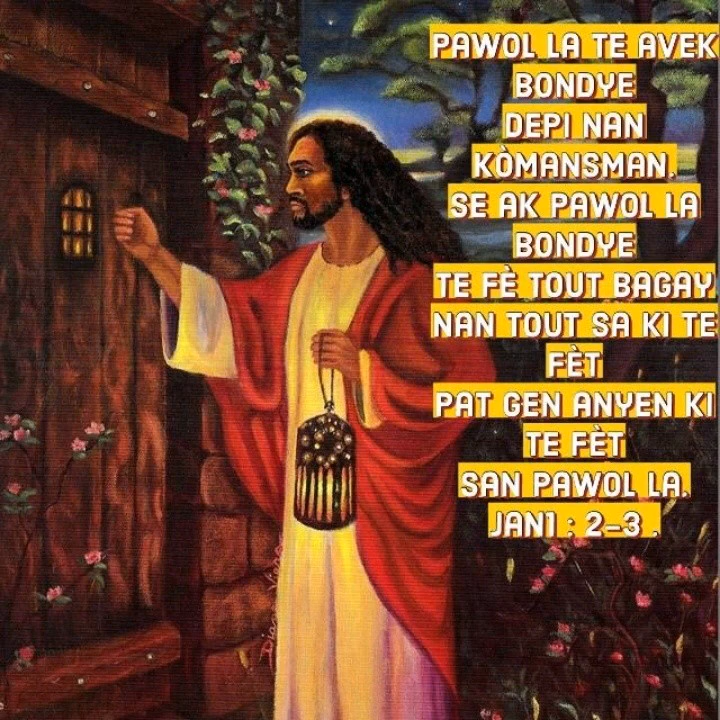 PAWOL LA TE AVEK
BONDYE
DEPI NAN
KÒMANSMAN.
SE AK PAWOL LA
BONDYE
TE FÈ TOUT BAGAY
NAN TOUT SA KI TE
FÈT
PAT GEN ANYEN KI
TE FÈT
SAN PAWOL LA.
JAN1 : 2-3 .